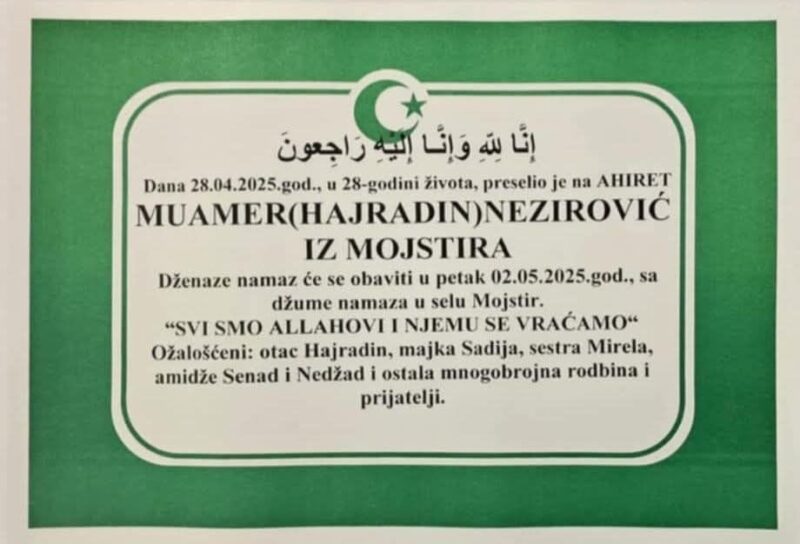 إِنَّا لِلّٰهِ وَإِنَّـا إِلَيْهِ رَاجِعونَ
Dana 28.04.2025.god., u 28-godini života, preselio je na AHIRET
MUAMER(HAJRADIN)NEZIROVIĆ
IZ MOJSTIRA
Dženaze namaz će se obaviti u petak 02.05.2025.god., sa
džume namaza u selu Mojstir.
“SVI SMO ALLAHOVI I NJEMU SE VRAĆAMO“
Ožalošćeni: otac Hajradin, majka Sadija, sestra Mirela,
amidže Senad i Nedžad i ostala mnogobrojna rodbina i
prijatelji.